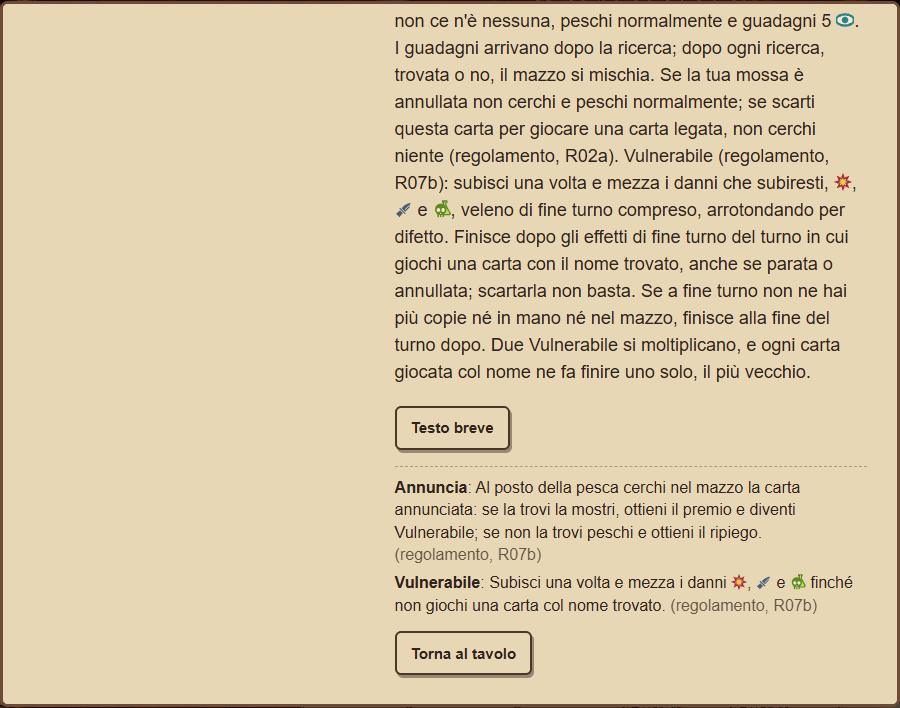 non ce n'è nessuna, peschi normalmente e guadagni 5 .
I guadagni arrivano dopo la ricerca; dopo ogni ricerca,
trovata o no, il mazzo si mischia. Se la tua mossa è
annullata non cerchi e peschi normalmente; se scarti
questa carta per giocare una carta legata, non cerchi
niente (regolamento, R02a). Vulnerabile (regolamento,
R07b): subisci una volta e mezza i danni che subiresti, ,
e , veleno di fine turno compreso, arrotondando per
difetto. Finisce dopo gli effetti di fine turno del turno in cui
giochi una carta con il nome trovato, anche se parata o
annullata; scartarla non basta. Se a fine turno non ne hai
più copie né in mano né nel mazzo, finisce alla fine del
turno dopo. Due Vulnerabile si moltiplicano, e ogni carta
giocata col nome ne fa finire uno solo, il più vecchio.
Testo breve
Annuncia: Al posto della pesca cerchi nel mazzo la carta
annunciata: se la trovi la mostri, ottieni il premio e diventi
Vulnerabile; se non la trovi peschi e ottieni il ripiego.
(regolamento, R07b)
Vulnerabile: Subisci una volta e mezza i danni , e finché
non giochi una carta col nome trovato. (regolamento, R07b)
Torna al tavolo